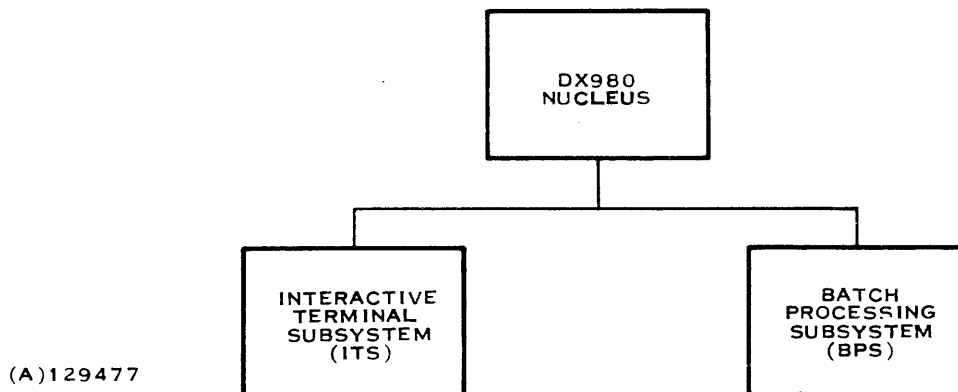 DX980
NUCLEUS
INTERACTIVE
TERMINAL
SUBSYSTEM
(ITS)
BATCH
PROCESSING
SUBSYSTEM
(BPS)
(A)129477